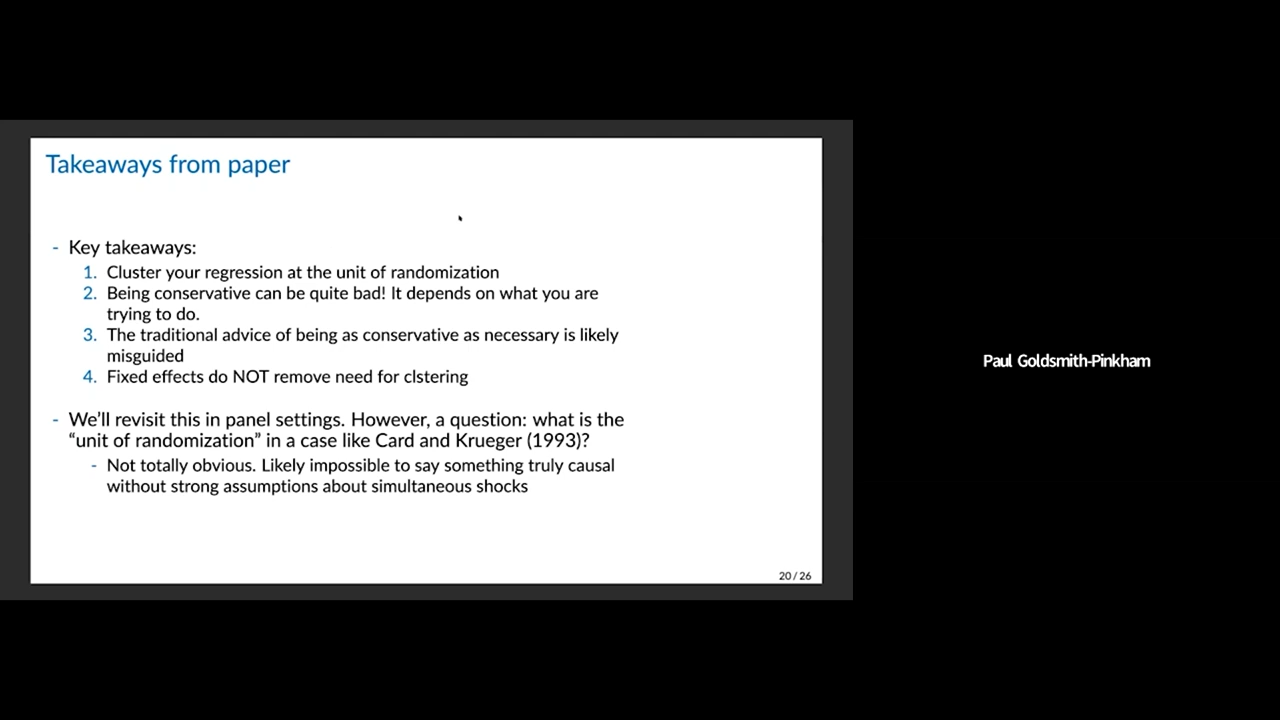 Takeaways from paper
- Key takeaways:
1. Cluster your regression at the unit of randomization
2. Being conservative can be quite bad! It depends on what you are
trying to do.
3. The traditional advice of being as conservative as necessary is likely
misguided
4. Fixed effects do NOT remove need for clstering
- We'll revisit this in panel settings. However, a question: what is the
“unit of randomization” in a case like Card and Krueger (1993)?
- Not totally obvious. Likely impossible to say something truly causal
without strong assumptions about simultaneous shocks
20 / 26
Paul Goldsmith-Pinkham